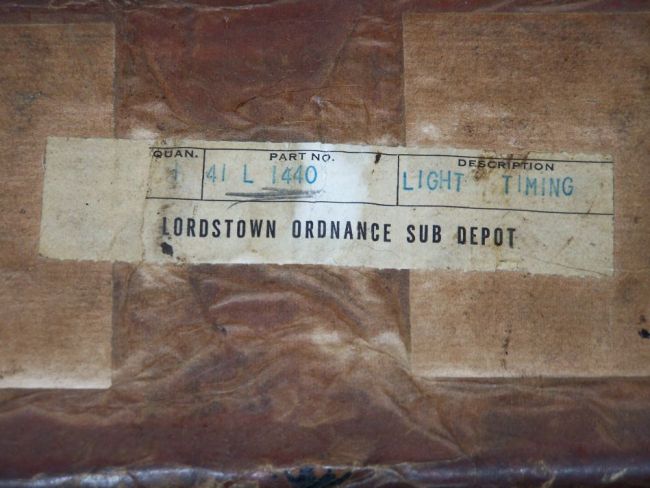 QUAN. PART NO. DESCRIPTION
1 41 L 1440 LIGHT TIMING
LORDSTOWN ORDNANCE SUB DEPOT